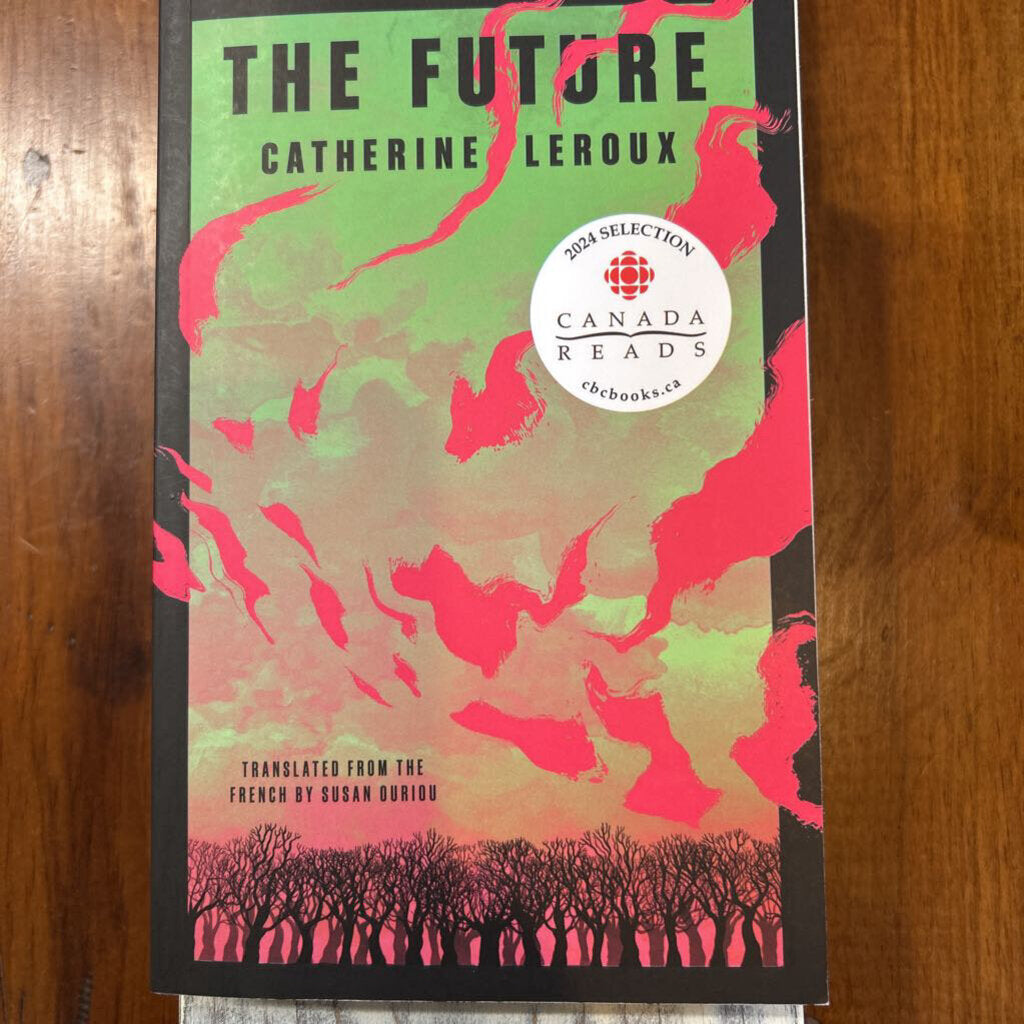 THE FUTURE
CATHERINE LEROUX
2024 SELECTION
CANADA
READS
cbcbooks.ca
TRANSLATED FROM THE
FRENCH BY SUSAN OURIOU